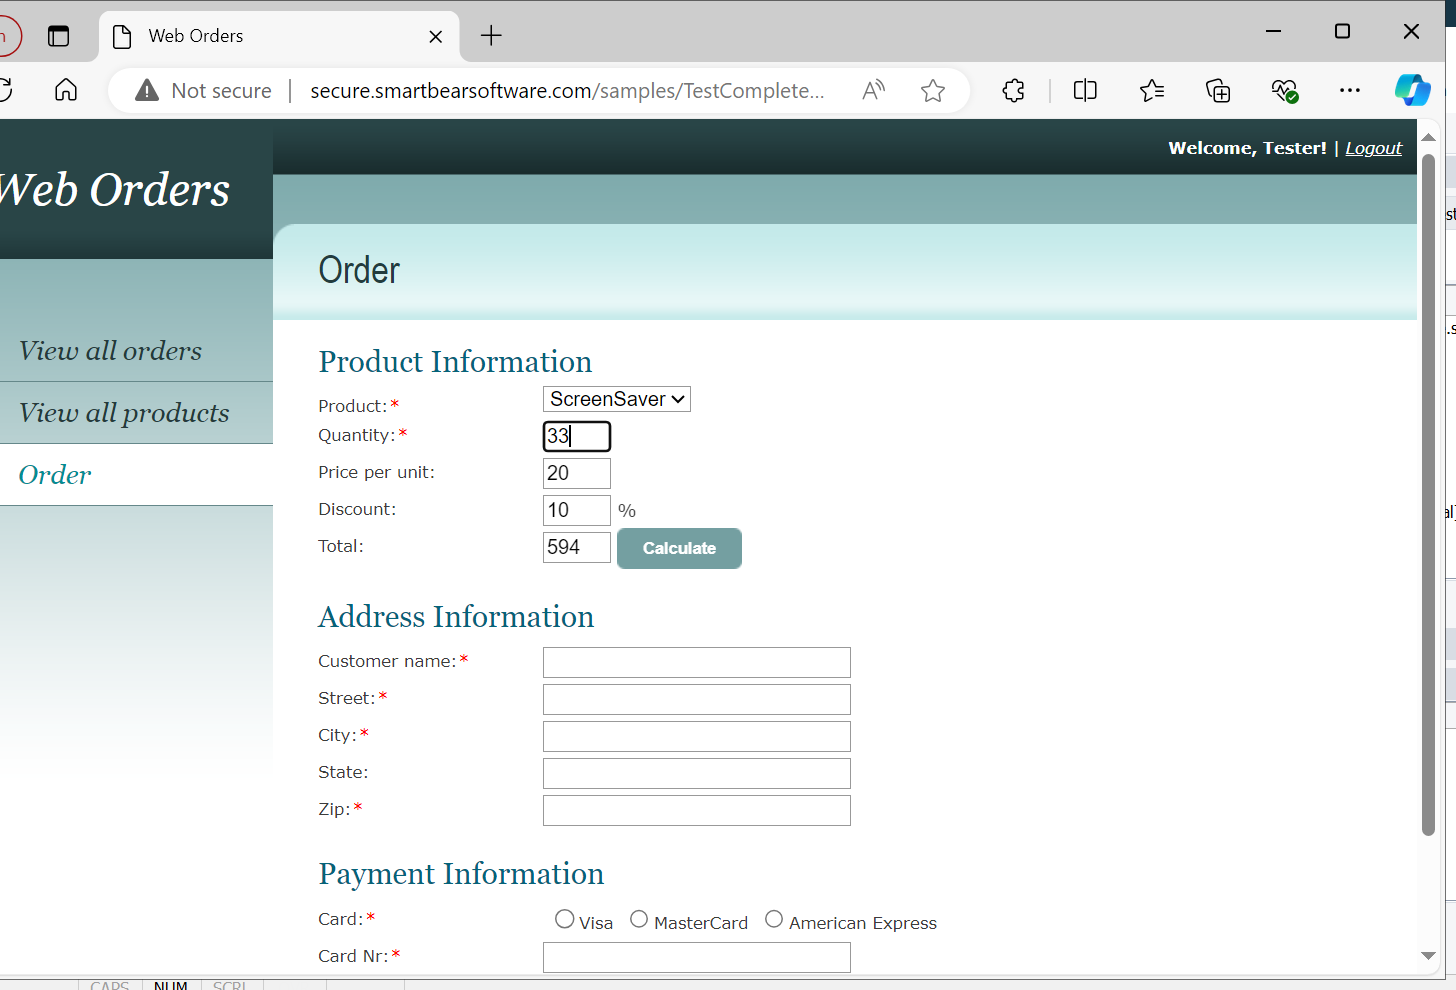 Web Orders
Not secure | secure.smartbearsoftware.com/samples/TestComplete...
Welcome, Tester! | Logout
Web Orders
Order
View all orders
View all products
Order
Product Information
Product:* ScreenSaver
Quantity:* 33
Price per unit: 20
Discount: 10 %
Total: 594 Calculate
Address Information
Customer name:*
Street:*
City:*
State:
Zip:*
Payment Information
Card:* Visa MasterCard American Express
Card Nr:*
CAPS NUM SCRL